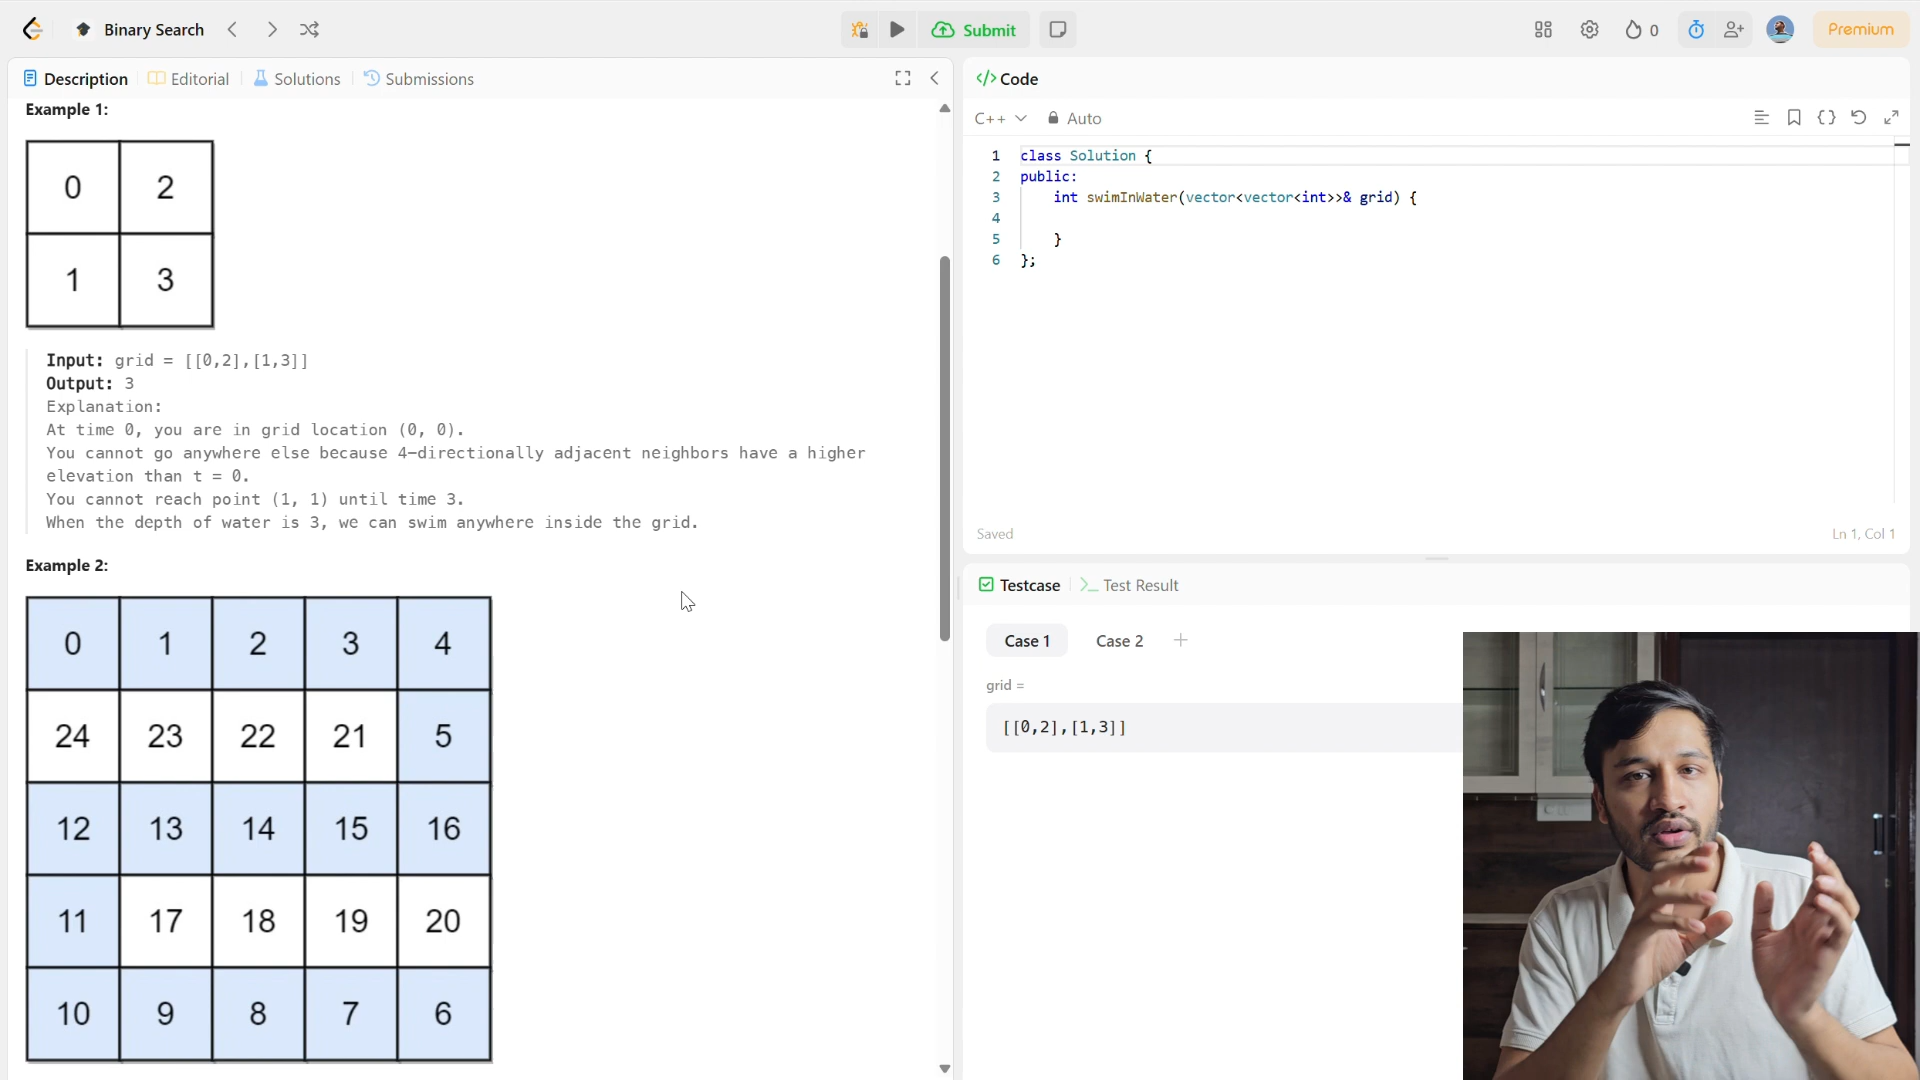 Binary Search
Submit
0
Premium
Description
Editorial
Solutions
Submissions
Example 1:
0 2
1 3
Input: grid = [[0,2],[1,3]]
Output: 3
Explanation:
At time 0, you are in grid location (0, 0).
You cannot go anywhere else because 4-directionally adjacent neighbors have a higher
elevation than t = 0.
You cannot reach point (1, 1) until time 3.
When the depth of water is 3, we can swim anywhere inside the grid.
Example 2:
0 1 2 3 4
24 23 22 21 5
12 13 14 15 16
11 17 18 19 20
10 9 8 7 6
</> Code
C++
Auto
1 class Solution {
2 public:
3 int swimInWater(vector<vector<int>>& grid) {
4
5 }
6 };
Saved
Ln 1, Col 1
Testcase
Test Result
Case 1
Case 2
grid =
[[0,2],[1,3]]